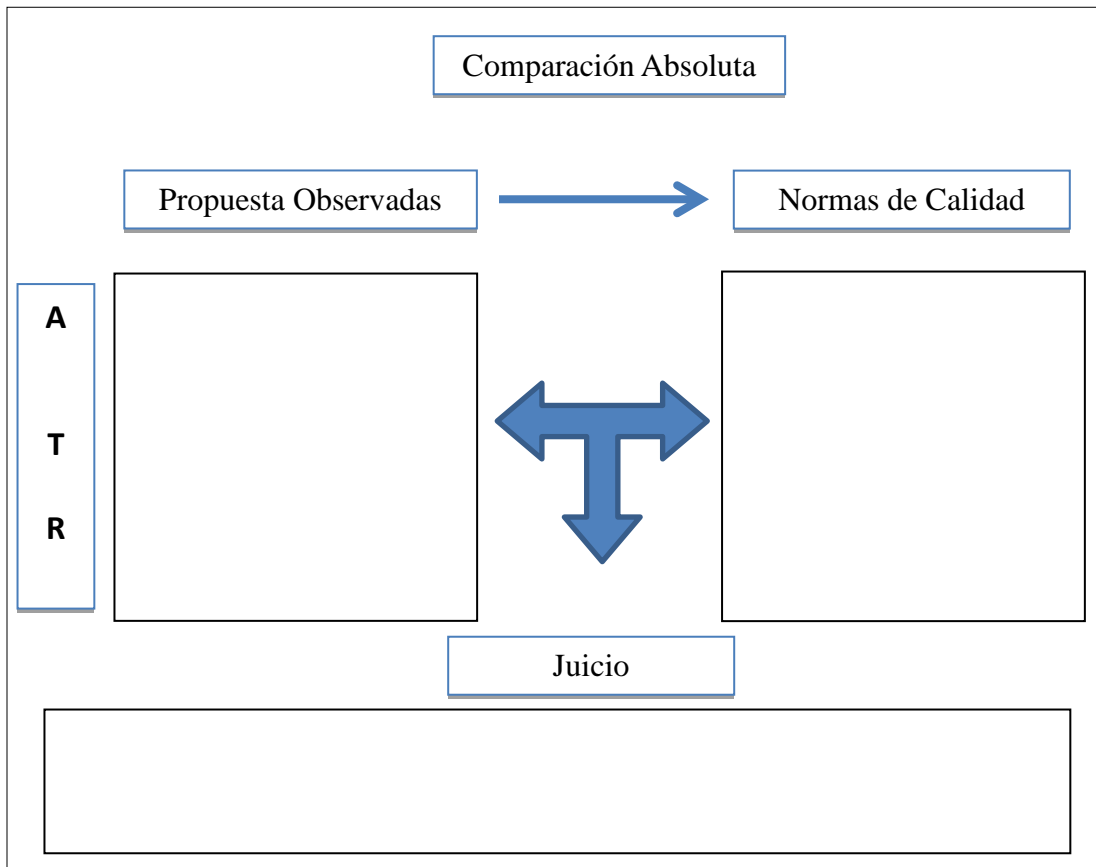 Comparación Absoluta
Propuesta Observadas
Normas de Calidad
A
T
R
Juicio